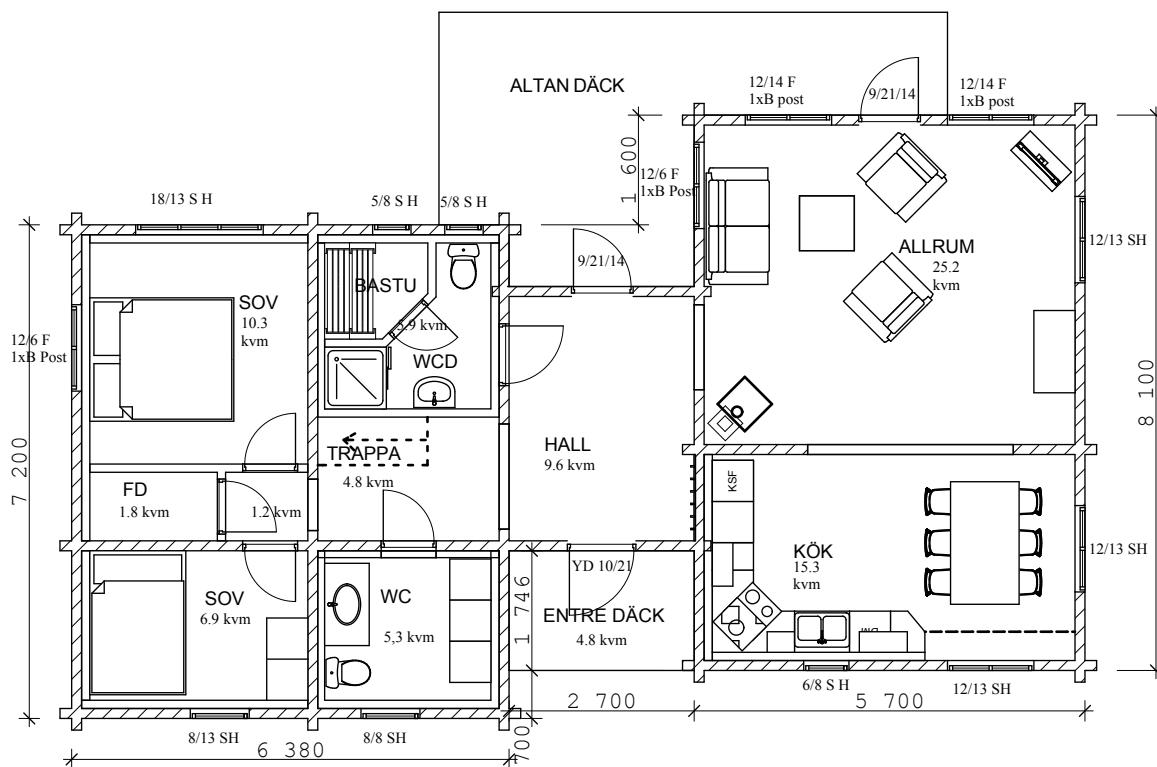 12/14 F
1xB post
9/21/14
12/14 F
1xB post
ALTAN DÄCK
1 600
12/6 F
1xB Post
18/13 S H
5/8 S H
5/8 S H
9/21/14
ALLRUM
25.2
kvm
12/13 SH
BASTU
5.9 kvm
SOV
10.3
kvm
12/6 F
1xB Post
WCD
8 100
7 200
TRAPPA
4.8 kvm
HALL
9.6 kvm
FD
1.8 kvm
1.2 kvm
KSF
KÖK
15.3
kvm
12/13 SH
YD 10/21
1 746
ENTRE DÄCK
4.8 kvm
SOV
6.9 kvm
WC
5,3 kvm
DM
6/8 S H
12/13 SH
2 700
5 700
700
8/13 SH
8/8 SH
6 380